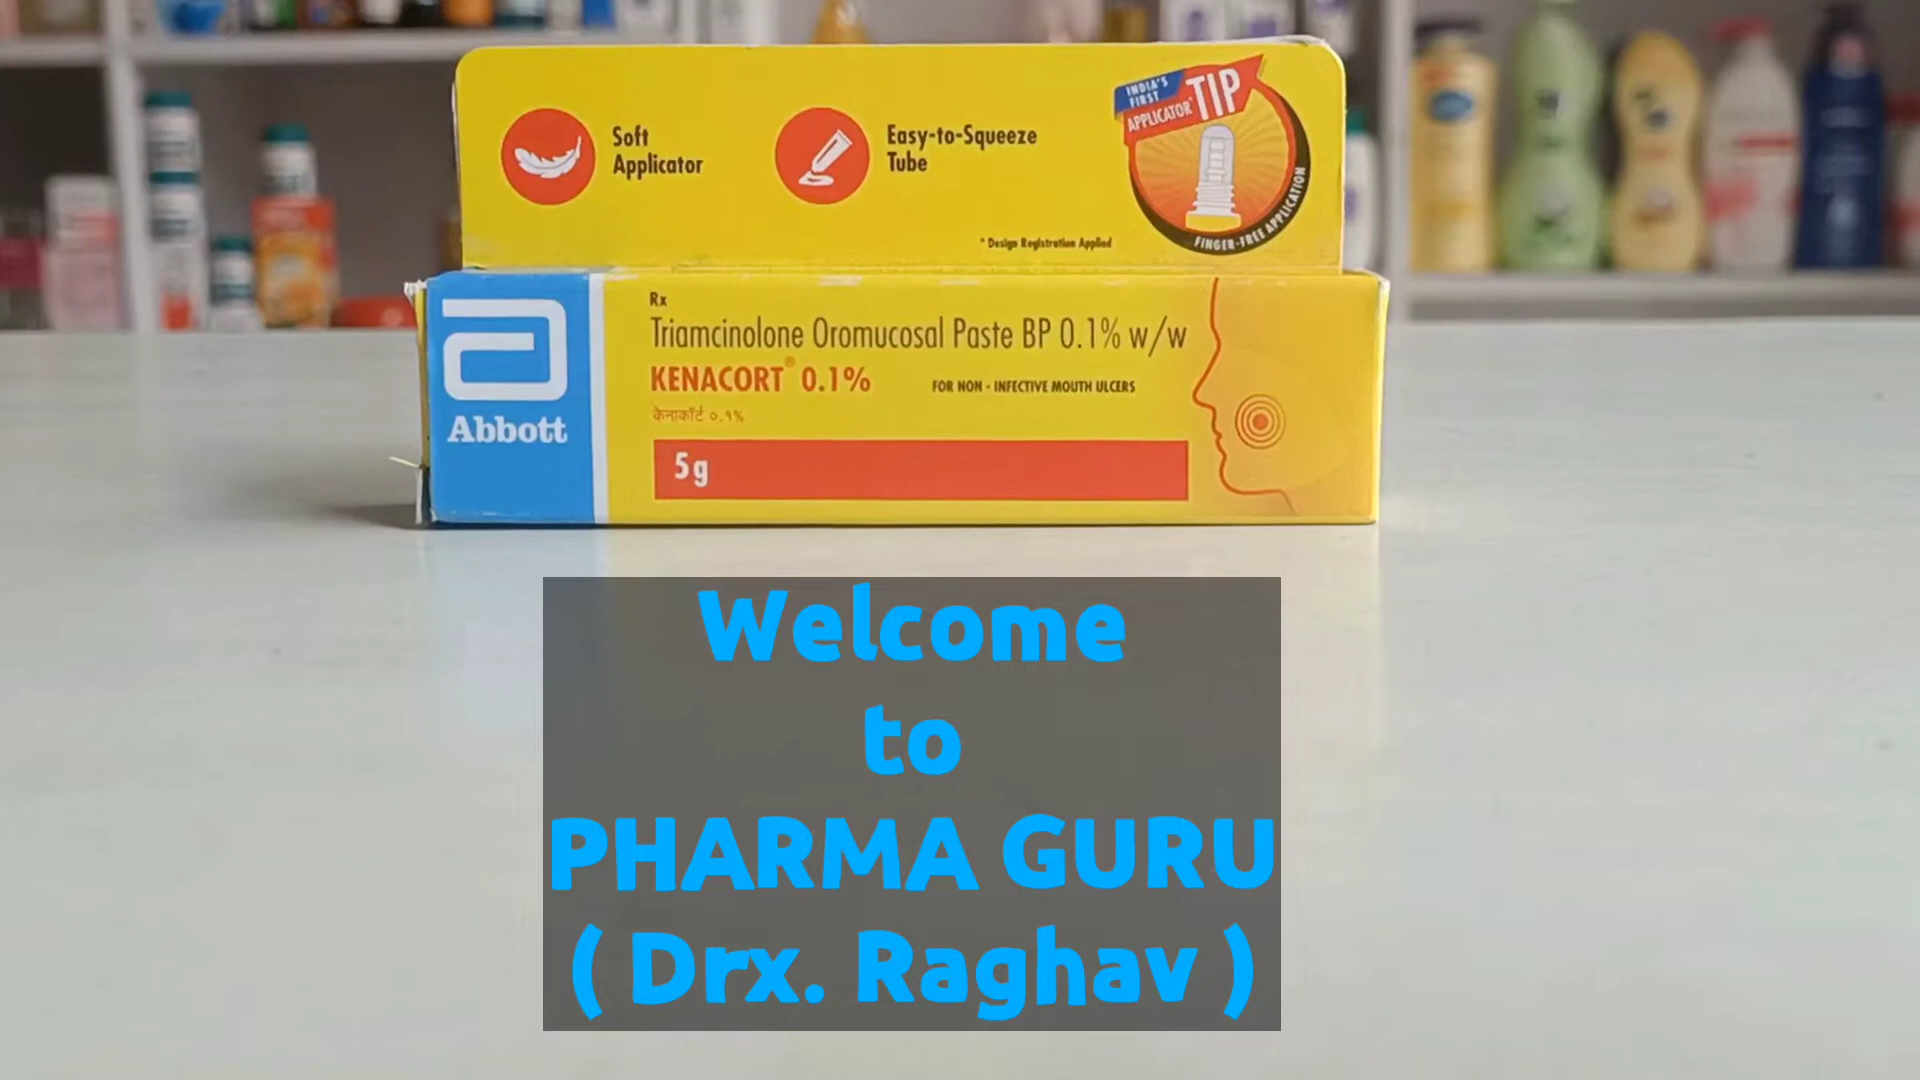 Soft
Applicator
Easy-to-Squeeze
Tube
INDIA'S
FIRST
APPLICATOR* TIP
FINGER-FREE APPLICATION
* Design Registration Applied
Abbott
Rx
Triamcinolone Oromucosal Paste BP 0.1% w/w
KENACORT® 0.1%
FOR NON - INFECTIVE MOUTH ULCERS
केनाकॉर्ट ०.१%
5g
Welcome
to
PHARMA GURU
( Drx. Raghav )